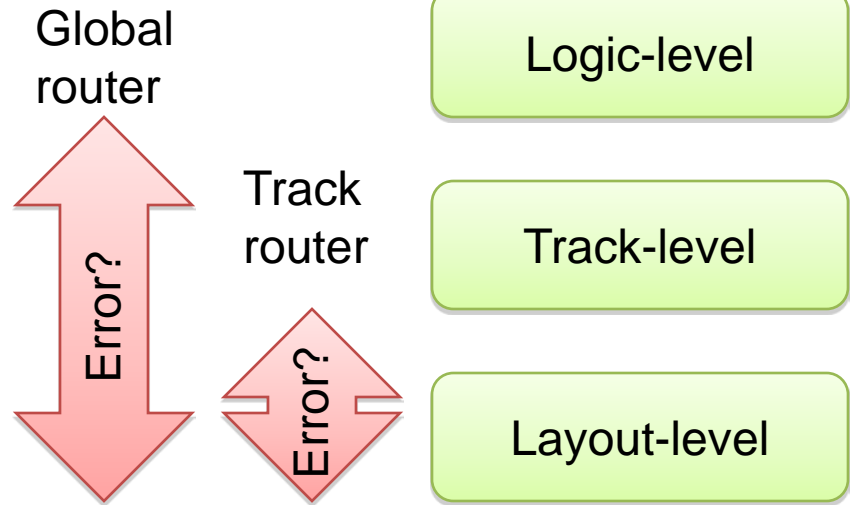 Global
router
Logic-level
Track
router
Track-level
Error?
Error?
Layout-level